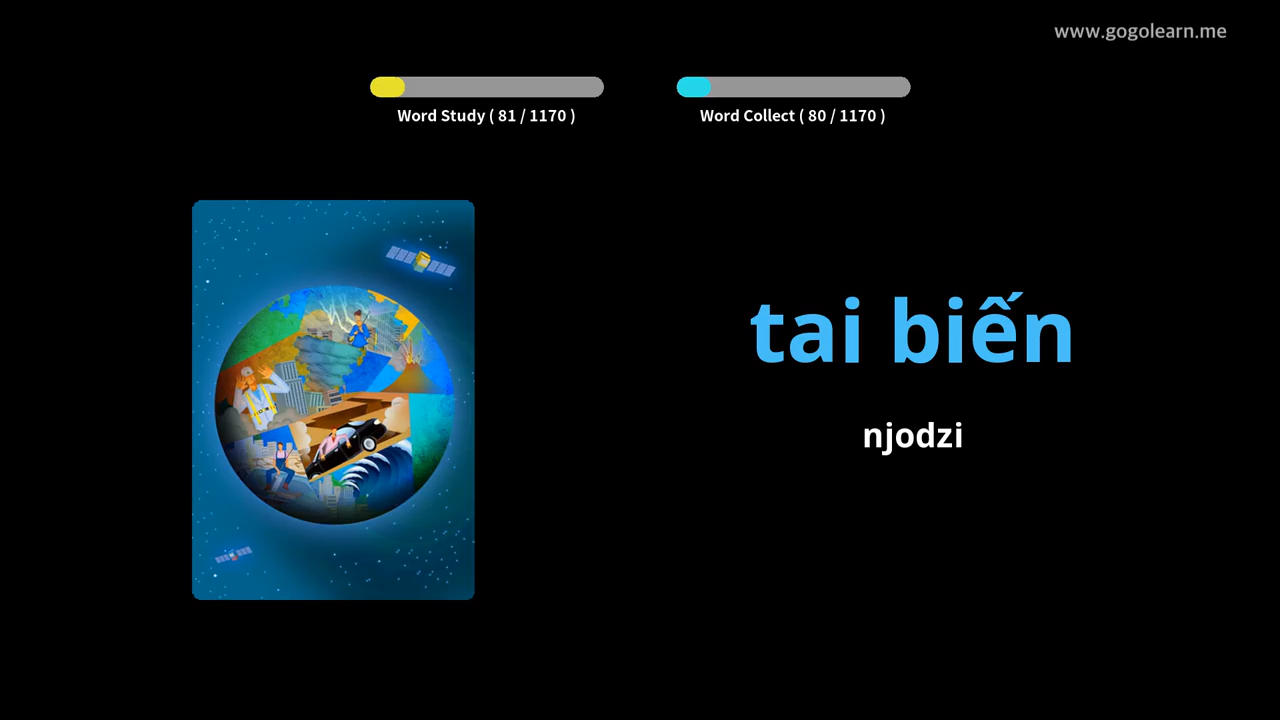 www.gogolearn.me
Word Study ( 81 / 1170 )
Word Collect ( 80 / 1170 )
tai biến
njodzi